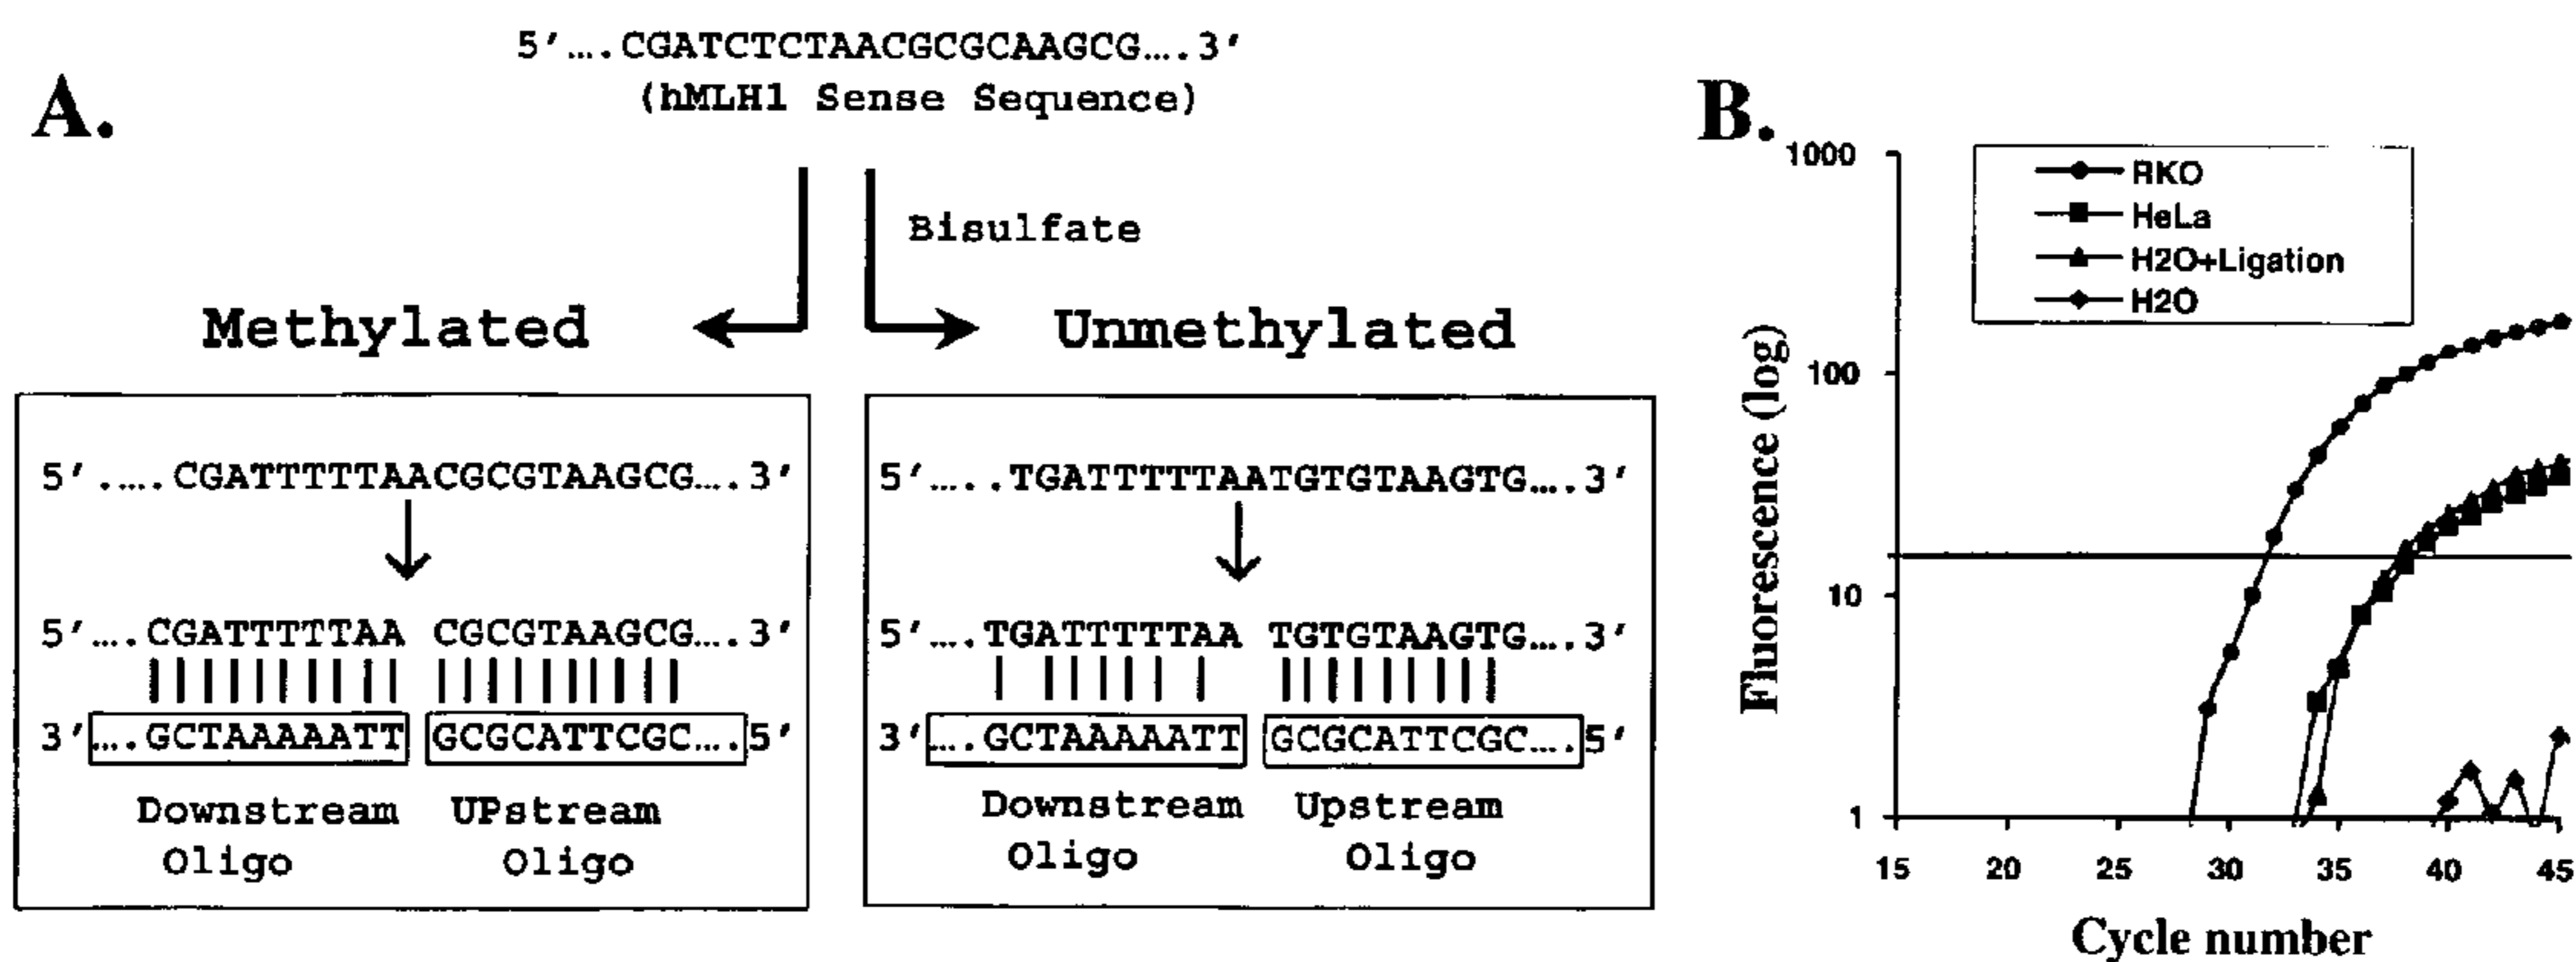 A.
5'....CGATCTCTAACGCGCAAGCG....3'
(hMLH1 Sense Sequence)
Bisulfate
Methylated
Unmethylated
5'.....CGATTTTTAACGCGTAAGCG....3'
5'.....TGATTTTTAATGTGTAAGTG....3'
5'....CGATTTTTAA CGCGTAAGCG....3'
3'....GCTAAAAATT GCGCATTCGC....5'
Downstream Oligo
UPstream Oligo
5'....TGATTTTTAA TGTGTAAGTG....3'
3'....GCTAAAAATT GCGCATTCGC....5'
Downstream Oligo
Upstream Oligo
B.
RKO
HeLa
H2O+Ligation
H2O
Fluorescence (log)
1000
100
10
1
15 20 25 30 35 40 45
Cycle number